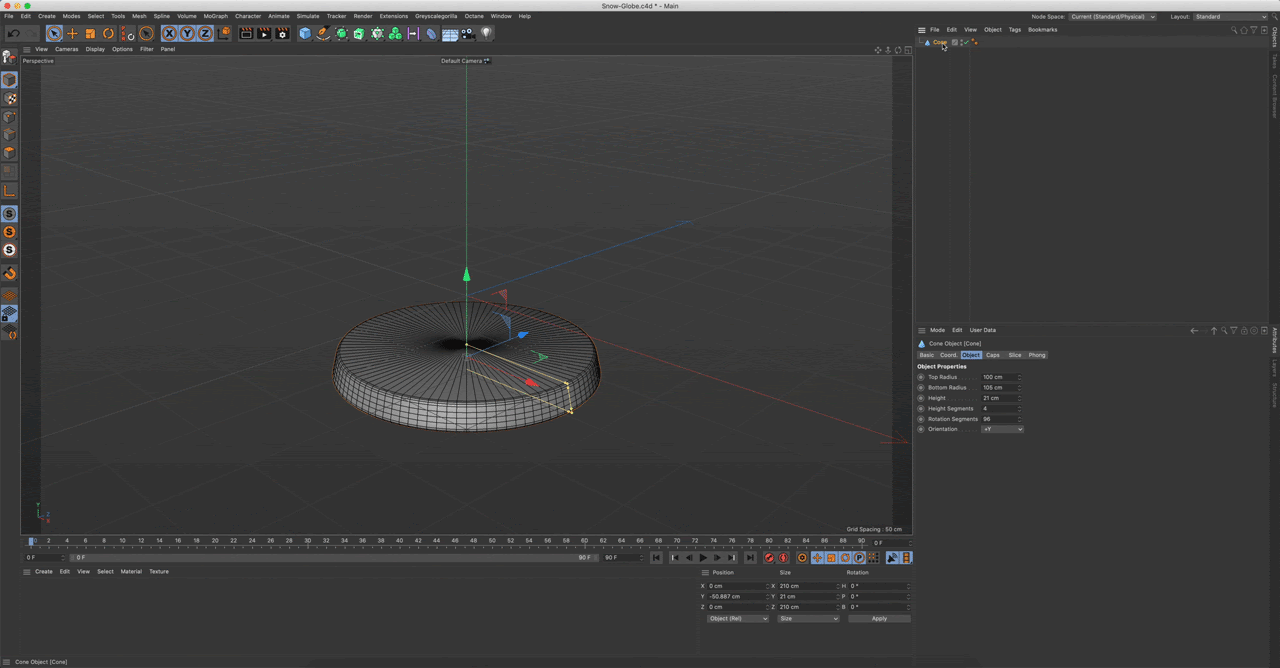 Snow-Globe.c4d * - Main
File Edit Create Modes Select Tools Mesh Spline Volume MoGraph Character Animate Simulate Tracker Render Extensions Greyscalegorilla Octane Window Help
Node Space: Current (Standard/Physical) Layout: Standard
View Cameras Display Options Filter Panel
File Edit View Object Tags Bookmarks
Perspective
Default Camera
Cone
Objects
Takes
Content Browser
Y
Z
X
Grid Spacing : 50 cm
Mode Edit User Data
Cone Object [Cone]
Basic Coord. Object Caps Slice Phong
Object Properties
Top Radius 100 cm
Bottom Radius 105 cm
Height 21 cm
Height Segments 4
Rotation Segments 96
Orientation +Y
Attributes
Layers
Structure
0 2 4 6 8 10 12 14 16 18 20 22 24 26 28 30 32 34 36 38 40 42 44 46 48 50 52 54 56 58 60 62 64 66 68 70 72 74 76 78 80 82 84 86 88 90 0 F
0 F 0 F 90 F 90 F
Create Edit View Select Material Texture
Position Size Rotation
X 0 cm X 210 cm H 0 °
Y -50.887 cm Y 21 cm P 0 °
Z 0 cm Z 210 cm B 0 °
Object (Rel) Size Apply
Cone Object [Cone]